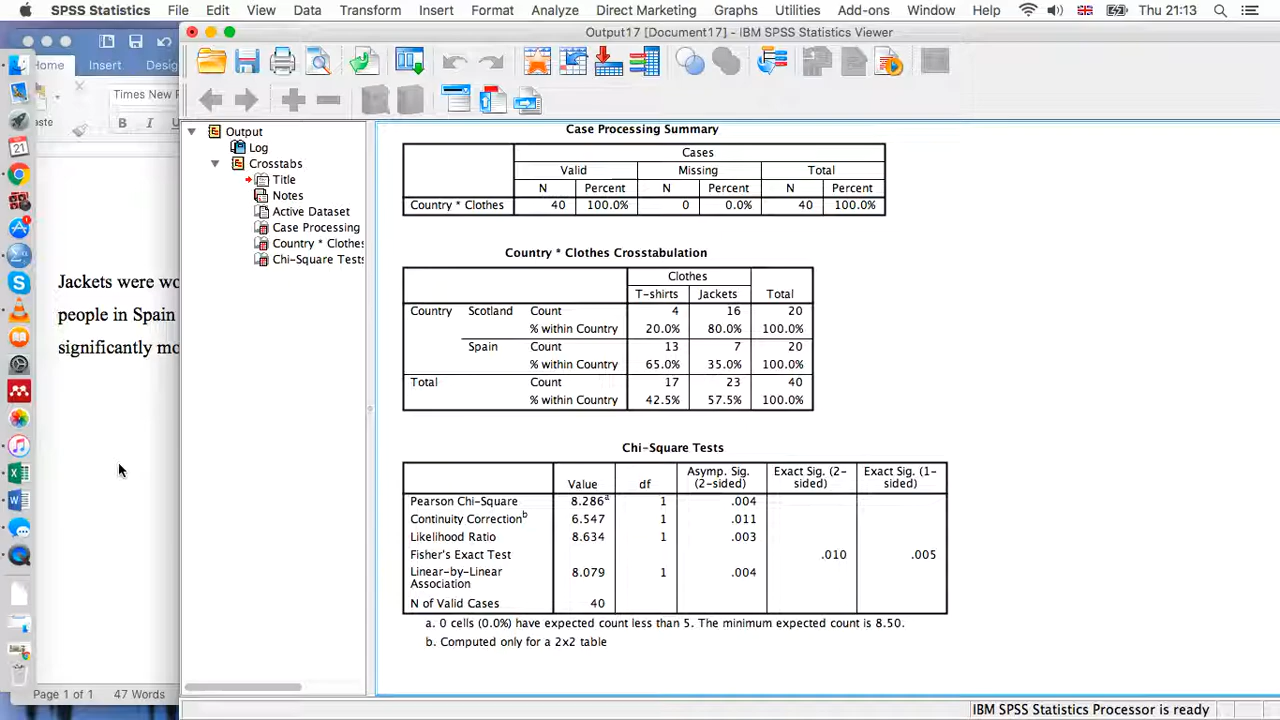 SPSS Statistics File Edit View Data Transform Insert Format Analyze Direct Marketing Graphs Utilities Add-ons Window Help Thu 21:13
Output17 [Document17] - IBM SPSS Statistics Viewer
Home Insert Desig
Times New R
aste B I
21
Output
Log
Crosstabs
Title
Notes
Active Dataset
Case Processing
Country * Clothes
Chi-Square Tests
Jackets were wo
people in Spain
significantly mo
Page 1 of 1 47 Words
Case Processing Summary
Cases
Valid Missing Total
N Percent N Percent N Percent
Country * Clothes 40 100.0% 0 0.0% 40 100.0%
Country * Clothes Crosstabulation
Clothes
T-shirts Jackets Total
Country Scotland Count 4 16 20
% within Country 20.0% 80.0% 100.0%
Spain Count 13 7 20
% within Country 65.0% 35.0% 100.0%
Total Count 17 23 40
% within Country 42.5% 57.5% 100.0%
Chi-Square Tests
Value df Asymp. Sig. (2-sided) Exact Sig. (2-sided) Exact Sig. (1-sided)
Pearson Chi-Square 8.286a 1 .004
Continuity Correctionb 6.547 1 .011
Likelihood Ratio 8.634 1 .003
Fisher's Exact Test .010 .005
Linear-by-Linear
Association 8.079 1 .004
N of Valid Cases 40
a. 0 cells (0.0%) have expected count less than 5. The minimum expected count is 8.50.
b. Computed only for a 2x2 table
IBM SPSS Statistics Processor is ready